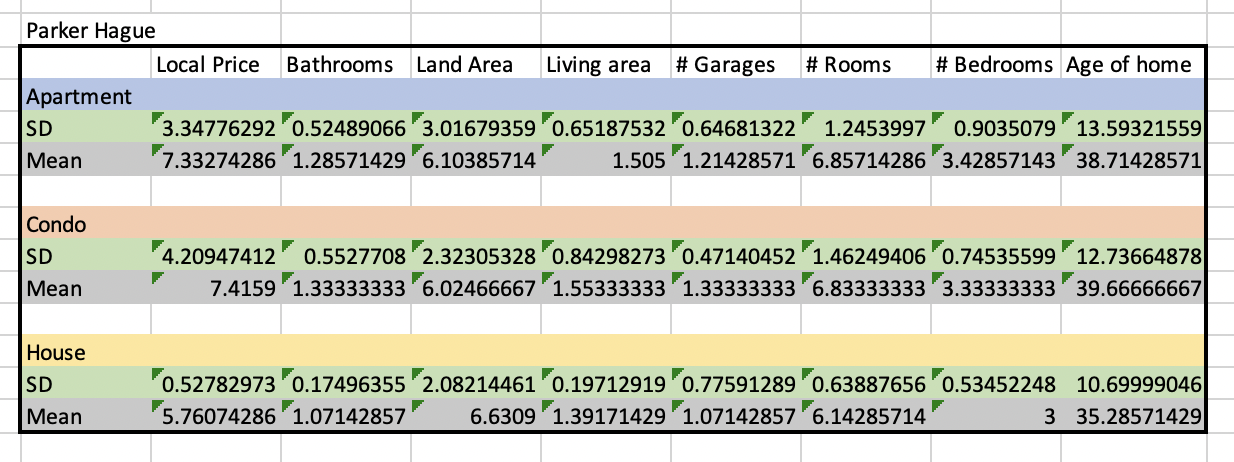 Parker Hague
Local Price Bathrooms Land Area Living area # Garages # Rooms # Bedrooms Age of home
Apartment
SD 3.34776292 0.52489066 3.01679359 0.65187532 0.64681322 1.2453997 0.9035079 13.59321559
Mean 7.33274286 1.28571429 6.10385714 1.505 1.21428571 6.85714286 3.42857143 38.71428571
Condo
SD 4.20947412 0.5527708 2.32305328 0.84298273 0.47140452 1.46249406 0.74535599 12.73664878
Mean 7.4159 1.33333333 6.02466667 1.55333333 1.33333333 6.83333333 3.33333333 39.66666667
House
SD 0.52782973 0.17496355 2.08214461 0.19712919 0.77591289 0.63887656 0.53452248 10.69999046
Mean 5.76074286 1.07142857 6.6309 1.39171429 1.07142857 6.14285714 3 35.28571429